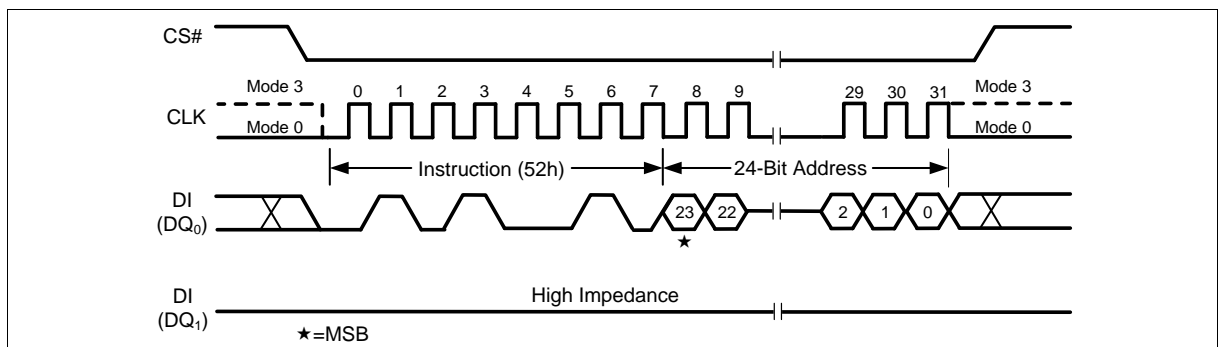 CS#
Mode 3 0 1 2 3 4 5 6 7 8 9 29 30 31 Mode 3
CLK
Mode 0 Mode 0
Instruction (52h) 24-Bit Address
DI
(DQ₀)
23 22 2 1 0
★
High Impedance
DI
(DQ₁)
★=MSB